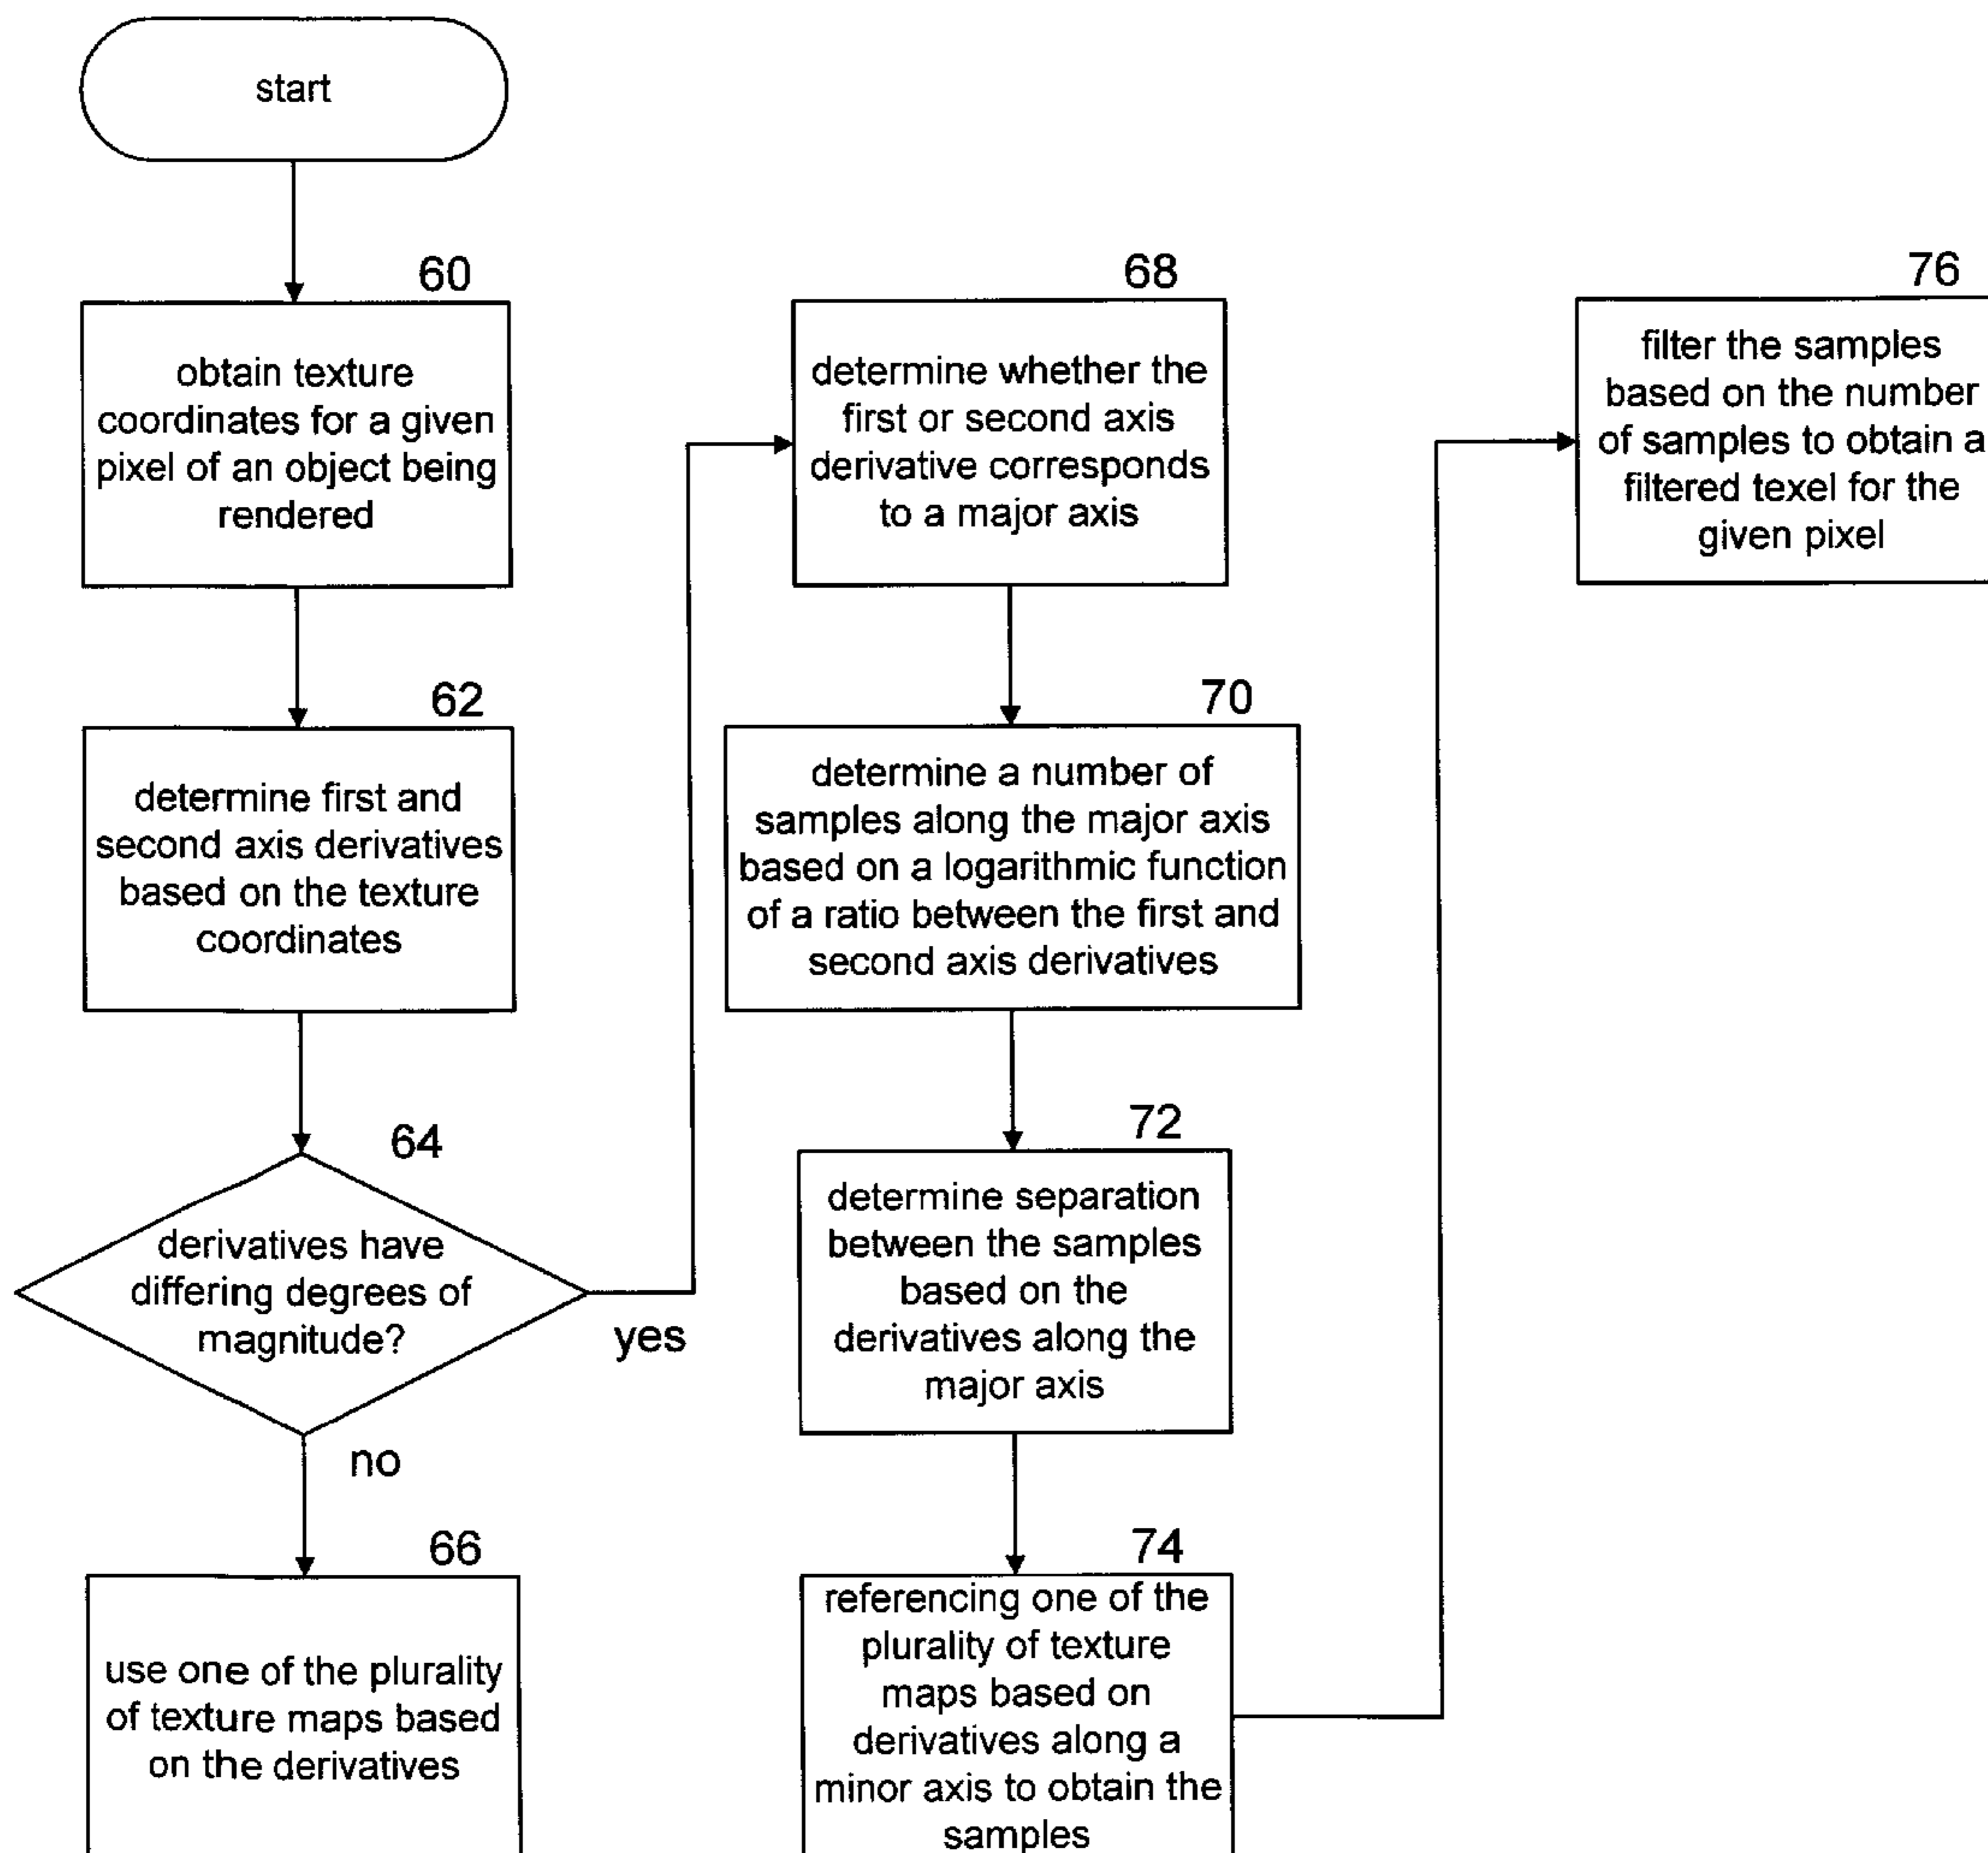 start
60
obtain texture
coordinates for a given
pixel of an object being
rendered
62
determine first and
second axis derivatives
based on the texture
coordinates
64
derivatives have
differing degrees of
magnitude?
yes
no
66
use one of the plurality
of texture maps based
on the derivatives
68
determine whether the
first or second axis
derivative corresponds
to a major axis
70
determine a number of
samples along the major axis
based on a logarithmic function
of a ratio between the first and
second axis derivatives
72
determine separation
between the samples
based on the
derivatives along the
major axis
74
referencing one of the
plurality of texture
maps based on
derivatives along a
minor axis to obtain the
samples
76
filter the samples
based on the number
of samples to obtain a
filtered texel for the
given pixel